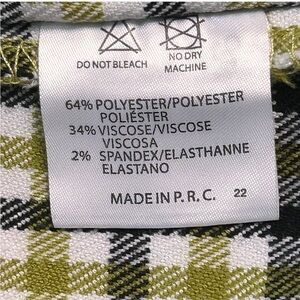 DO NOT BLEACH
NO DRY
MACHINE
64% POLYESTER/POLYESTER
POLIÉSTER
34% VISCOSE/VISCOSE
VISCOSA
2% SPANDEX/ELASTHANNE
ELASTANO
MADE IN P. R. C. 22